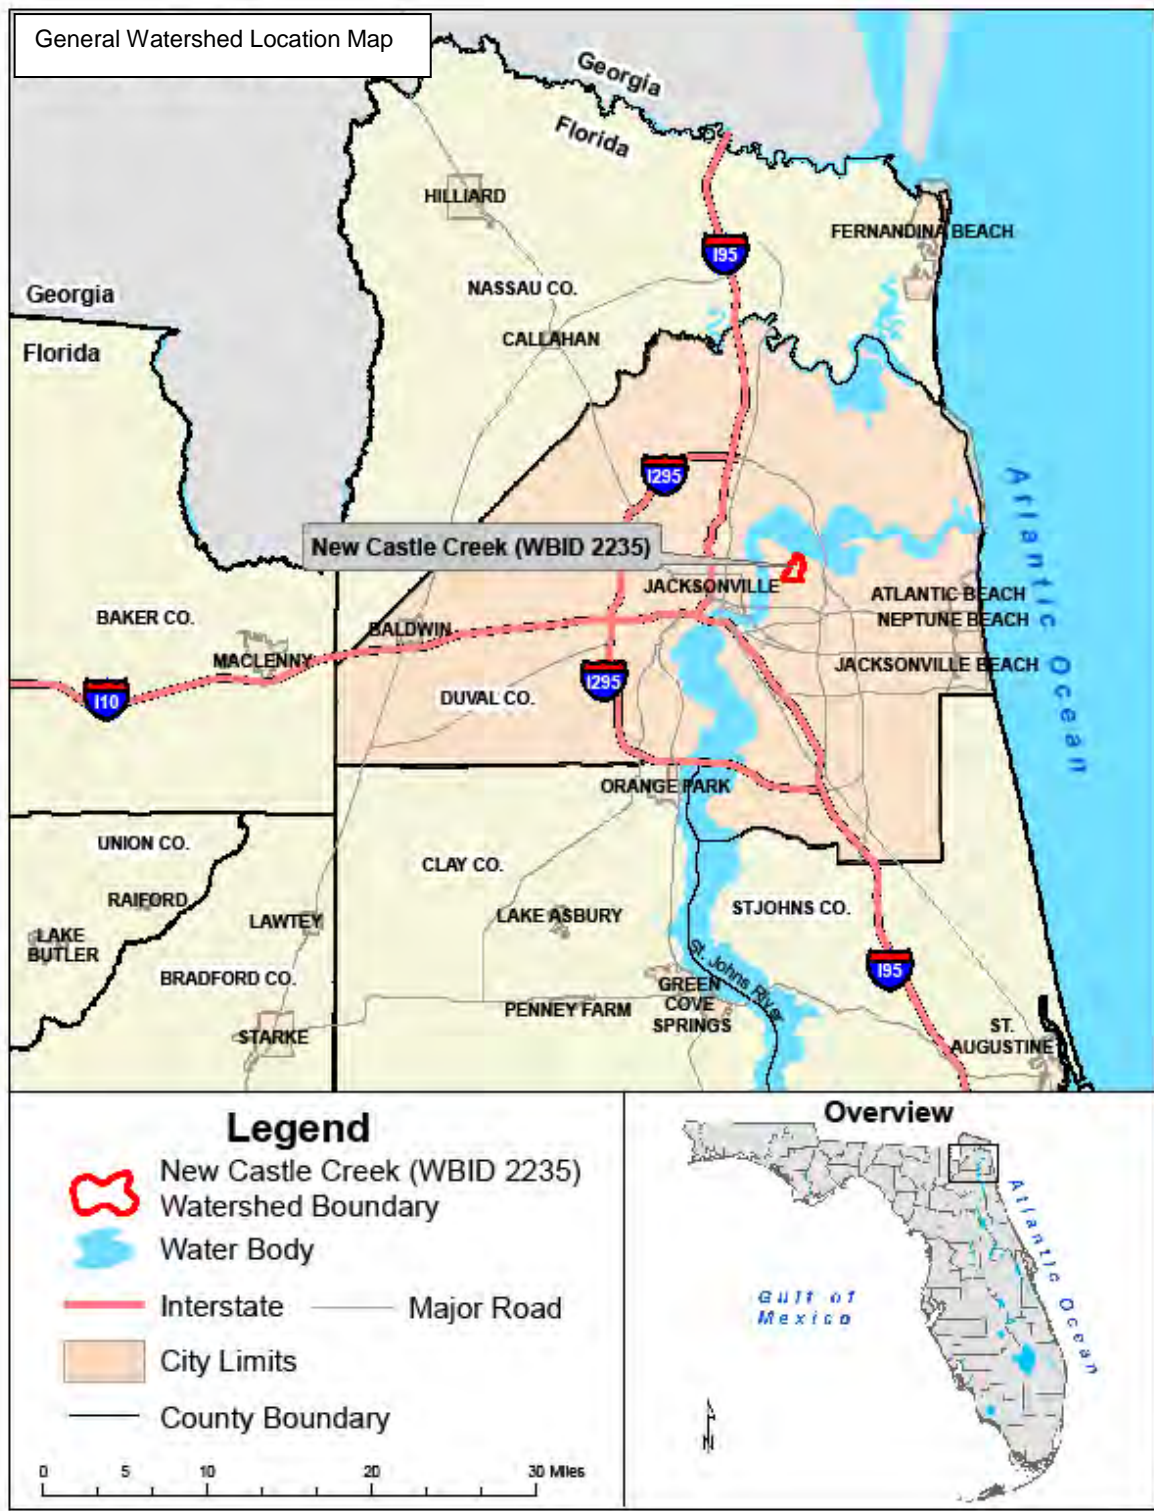 General Watershed Location Map
Georgia
Florida
HILLIARD
FERNANDINA BEACH
I95
NASSAU CO.
Georgia
Florida
CALLAHAN
I295
Atlantic Ocean
New Castle Creek (WBID 2235)
JACKSONVILLE
ATLANTIC BEACH
NEPTUNE BEACH
BAKER CO.
BALDWIN
MACLENNY
JACKSONVILLE BEACH
I10
I295
DUVAL CO.
ORANGE PARK
UNION CO.
CLAY CO.
RAIFORD
LAWTEY
LAKE ASBURY
STJOHNS CO.
LAKE
BUTLER
BRADFORD CO.
St. Johns River
I95
PENNEY FARM
GREEN
COVE
SPRINGS
STARKE
ST.
AUGUSTINE
Legend
New Castle Creek (WBID 2235)
Watershed Boundary
Water Body
Interstate
Major Road
City Limits
County Boundary
0 5 10 20 30 Miles
Overview
Atlantic Ocean
Gulf of
Mexico
N